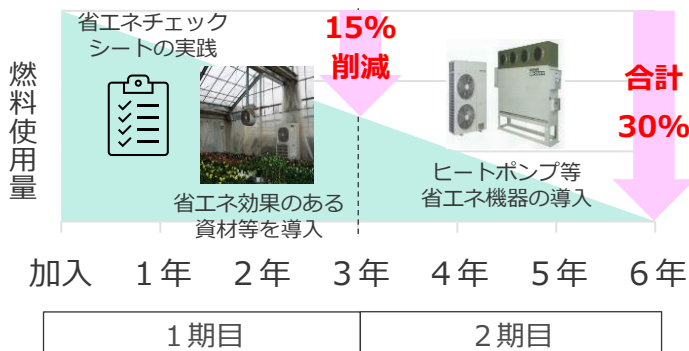 省エネチェック
シートの実践
15%
削減
合計
30%
燃料使用量
省エネ効果のある
資材等を導入
ヒートポンプ等
省エネ機器の導入
加入 1年 2年 3年 4年 5年 6年
1期目 2期目